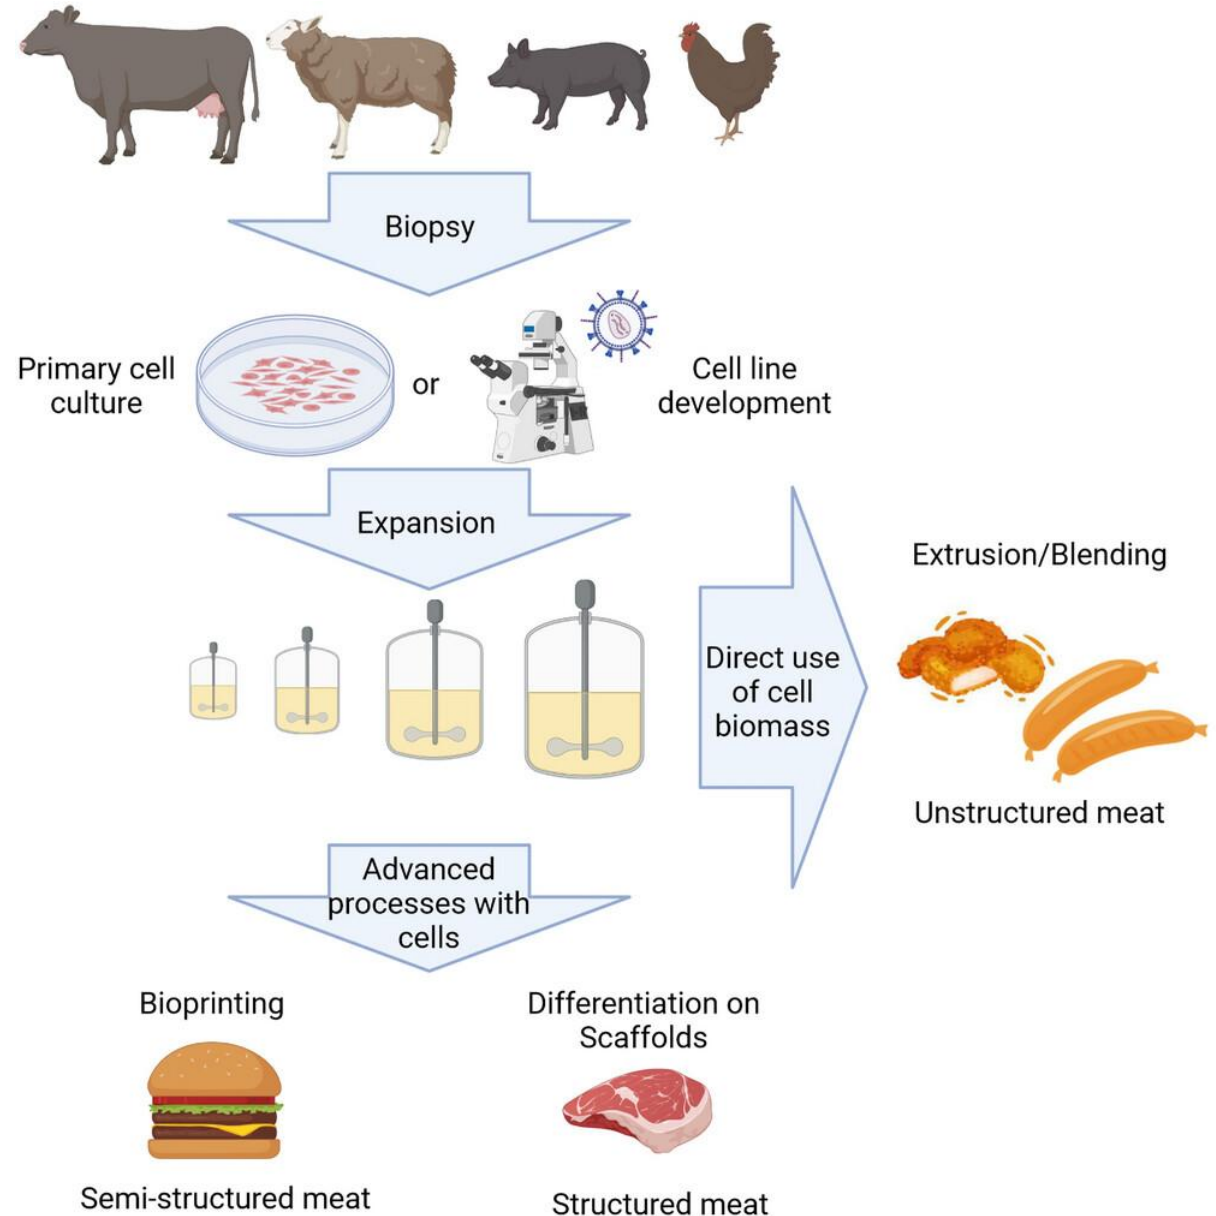 Biopsy
Primary cell
culture
or
Cell line
development
Expansion
Extrusion/Blending
Direct use
of cell
biomass
Unstructured meat
Advanced
processes with
cells
Bioprinting
Differentiation on
Scaffolds
Semi-structured meat
Structured meat